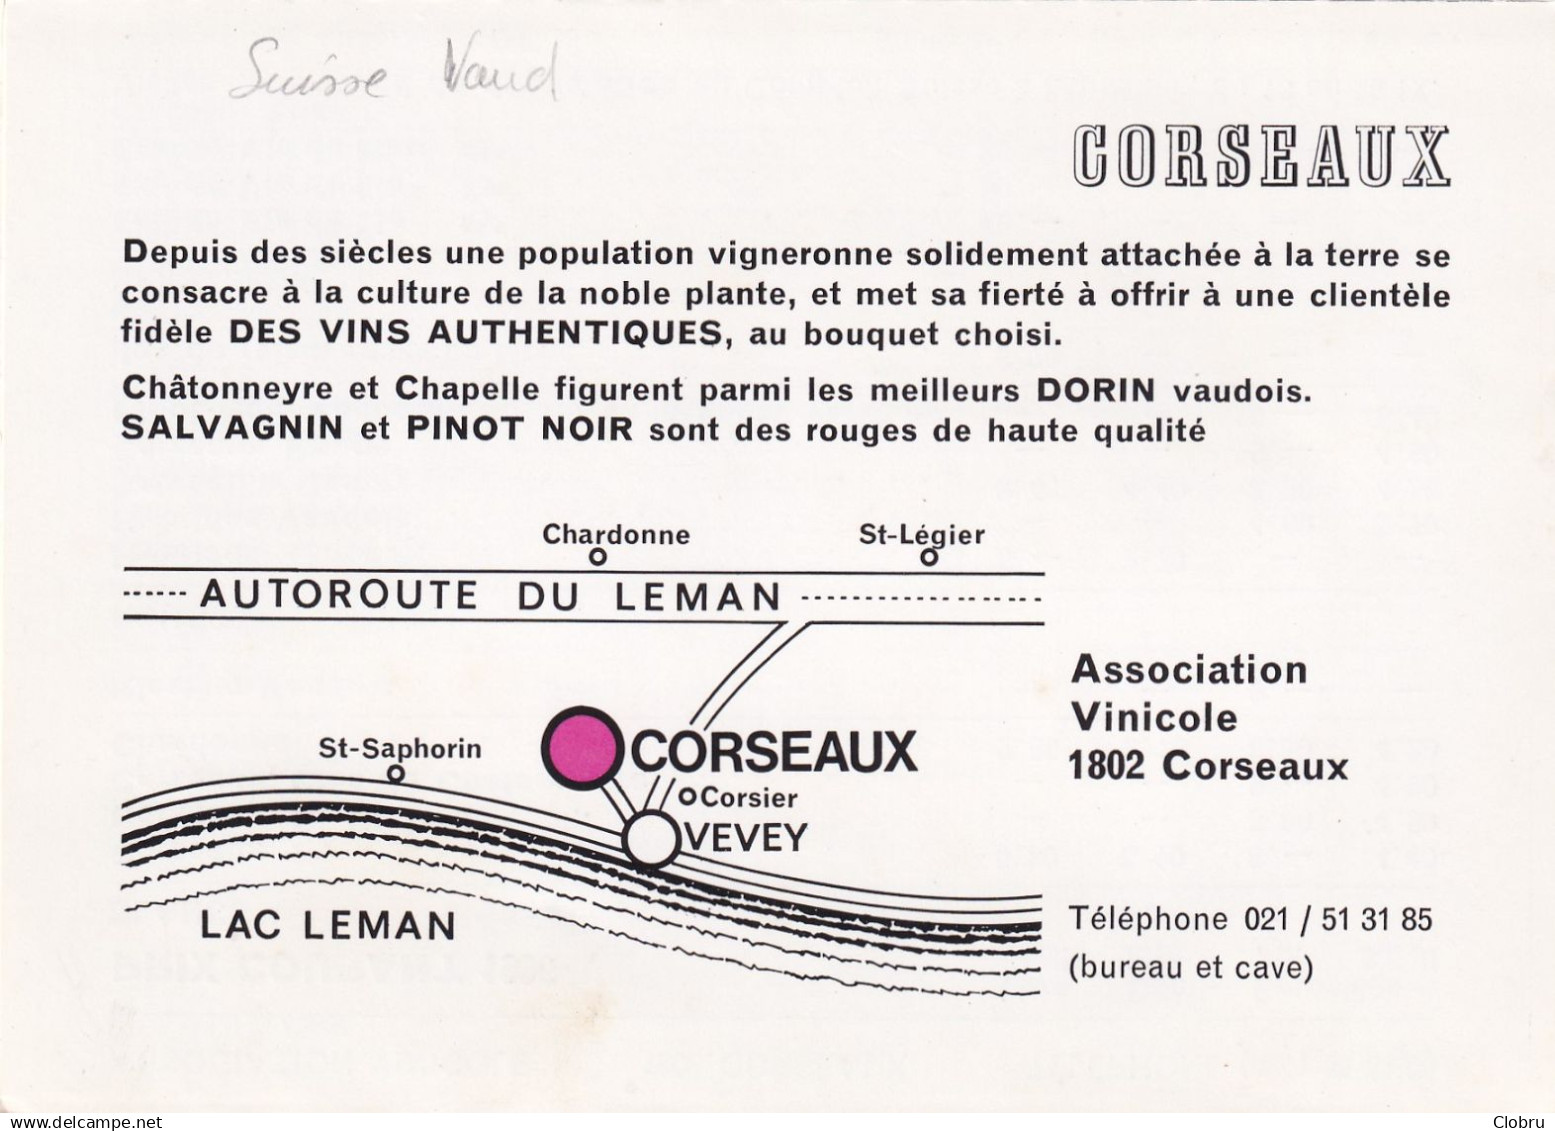 Suisse Vaud
CORSEAUX
Depuis des siècles une population vigneronne solidement attachée à la terre se
consacre à la culture de la noble plante, et met sa fierté à offrir à une clientèle
fidèle DES VINS AUTHENTIQUES, au bouquet choisi.
Châtonneyre et Chapelle figurent parmi les meilleurs DORIN vaudois.
SALVAGNIN et PINOT NOIR sont des rouges de haute qualité
Chardonne
St-Légier
AUTOROUTE DU LEMAN
St-Saphorin
CORSEAUX
Corsier
VEVEY
LAC LEMAN
Association
Vinicole
1802 Corseaux
Téléphone 021 / 51 31 85
(bureau et cave)
www.delcampe.net
Clobru